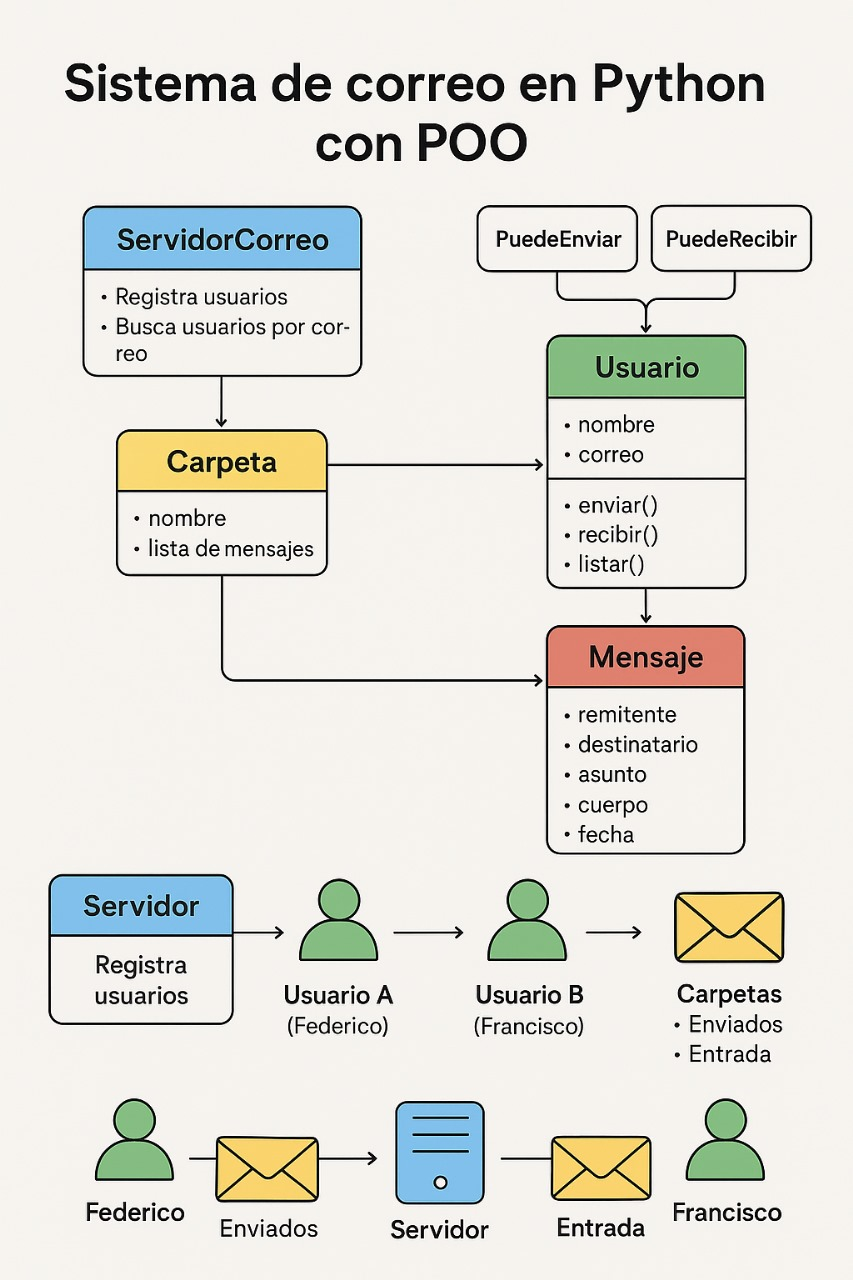 Sistema de correo en Python
con POO
ServidorCorreo
• Registra usuarios
• Busca usuarios por cor-
reo
PuedeEnviar
PuedeRecibir
Usuario
• nombre
• correo
• enviar()
• recibir()
• listar()
Carpeta
• nombre
• lista de mensajes
Mensaje
• remitente
• destinatario
• asunto
• cuerpo
• fecha
Servidor
Registra
usuarios
Usuario A
(Federico)
Usuario B
(Francisco)
Carpetas
• Enviados
• Entrada
Federico
Enviados
Servidor
Entrada
Francisco